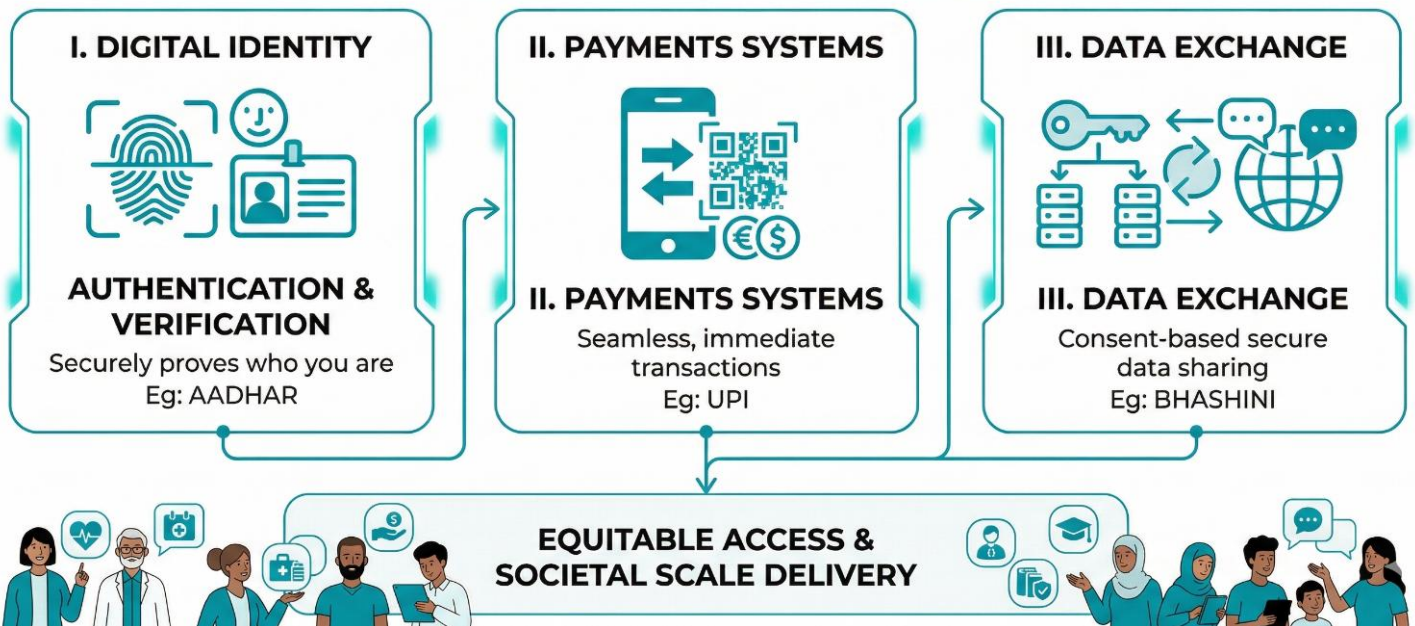 I. DIGITAL IDENTITY
AUTHENTICATION &
VERIFICATION
Securely proves who you are
Eg: AADHAR
II. PAYMENTS SYSTEMS
€ $
II. PAYMENTS SYSTEMS
Seamless, immediate
transactions
Eg: UPI
III. DATA EXCHANGE
III. DATA EXCHANGE
Consent-based secure
data sharing
Eg: BHASHINI
$
EQUITABLE ACCESS &
SOCIETAL SCALE DELIVERY